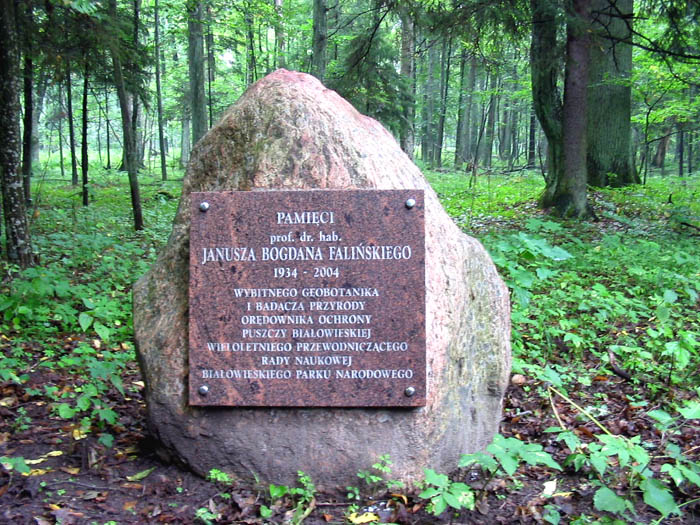 PAMIĘCI
prof. dr. hab.
JANUSZA BOGDANA FALIŃSKIEGO
1934 - 2004
WYBITNEGO GEOBOTANIKA
I BADACZA PRZYRODY
ORĘDOWNIKA OCHRONY
PUSZCZY BIAŁOWIESKIEJ
WIELOLETNIEGO PRZEWODNICZĄCEGO
RADY NAUKOWEJ
BIAŁOWIESKIEGO PARKU NARODOWEGO